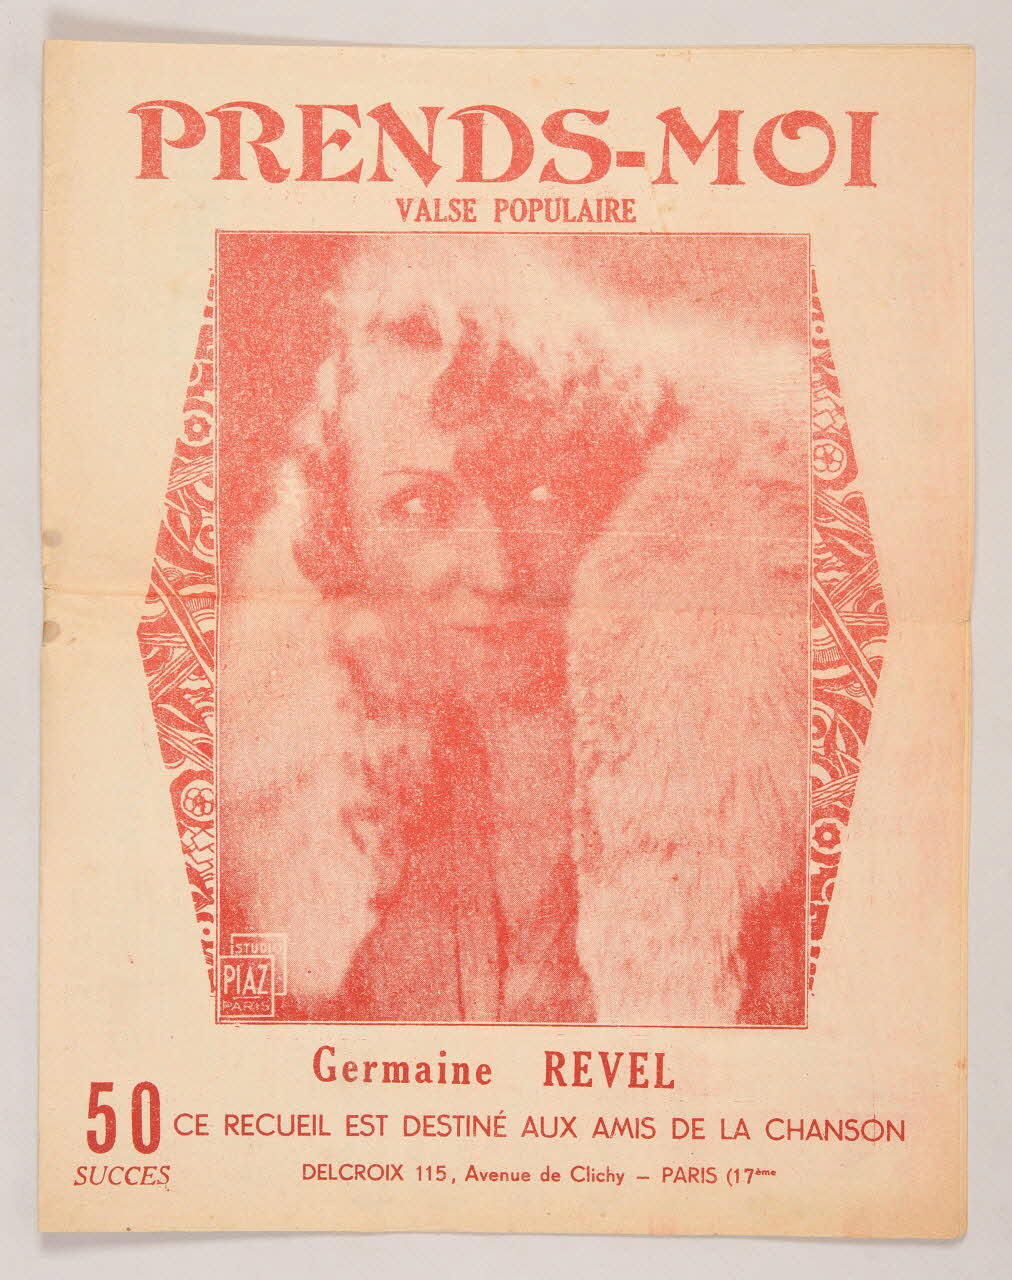 PRENDS-MOI
VALSE POPULAIRE
STUDIO
PIAZ
PARIS
Germaine REVEL
50 CE RECUEIL EST DESTINÉ AUX AMIS DE LA CHANSON
SUCCES DELCROIX 115, Avenue de Clichy – PARIS (17ème